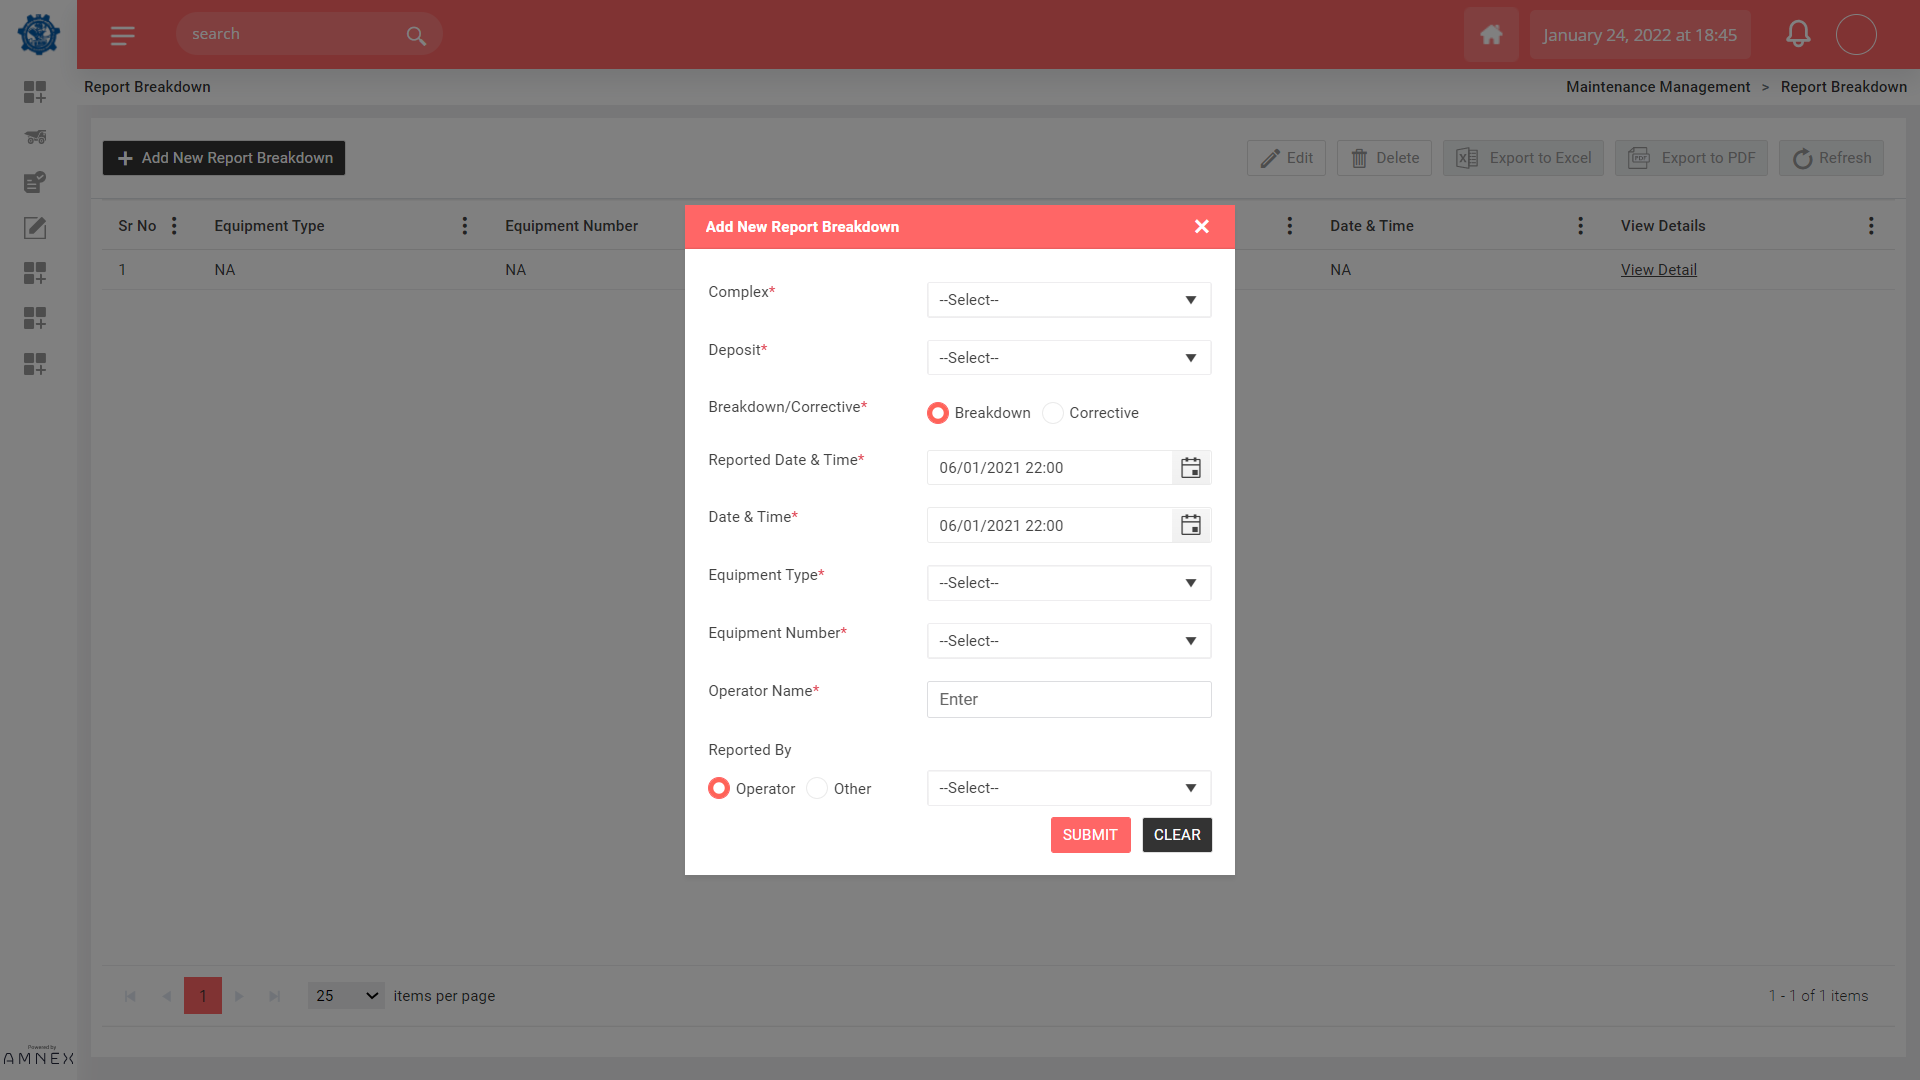 search
January 24, 2022 at 18:45
Report Breakdown
Maintenance Management > Report Breakdown
Add New Report Breakdown
Edit
Delete
Export to Excel
Export to PDF
Refresh
Sr No
Equipment Type
Equipment Number
Date & Time
View Details
1
NA
NA
NA
View Detail
Add New Report Breakdown
Complex*
--Select--
Deposit*
--Select--
Breakdown/Corrective*
Breakdown
Corrective
Reported Date & Time*
06/01/2021 22:00
Date & Time*
06/01/2021 22:00
Equipment Type*
--Select--
Equipment Number*
--Select--
Operator Name*
Enter
Reported By
Operator
Other
--Select--
SUBMIT
CLEAR
1
25
items per page
1 - 1 of 1 items
Powered by
AMNEX